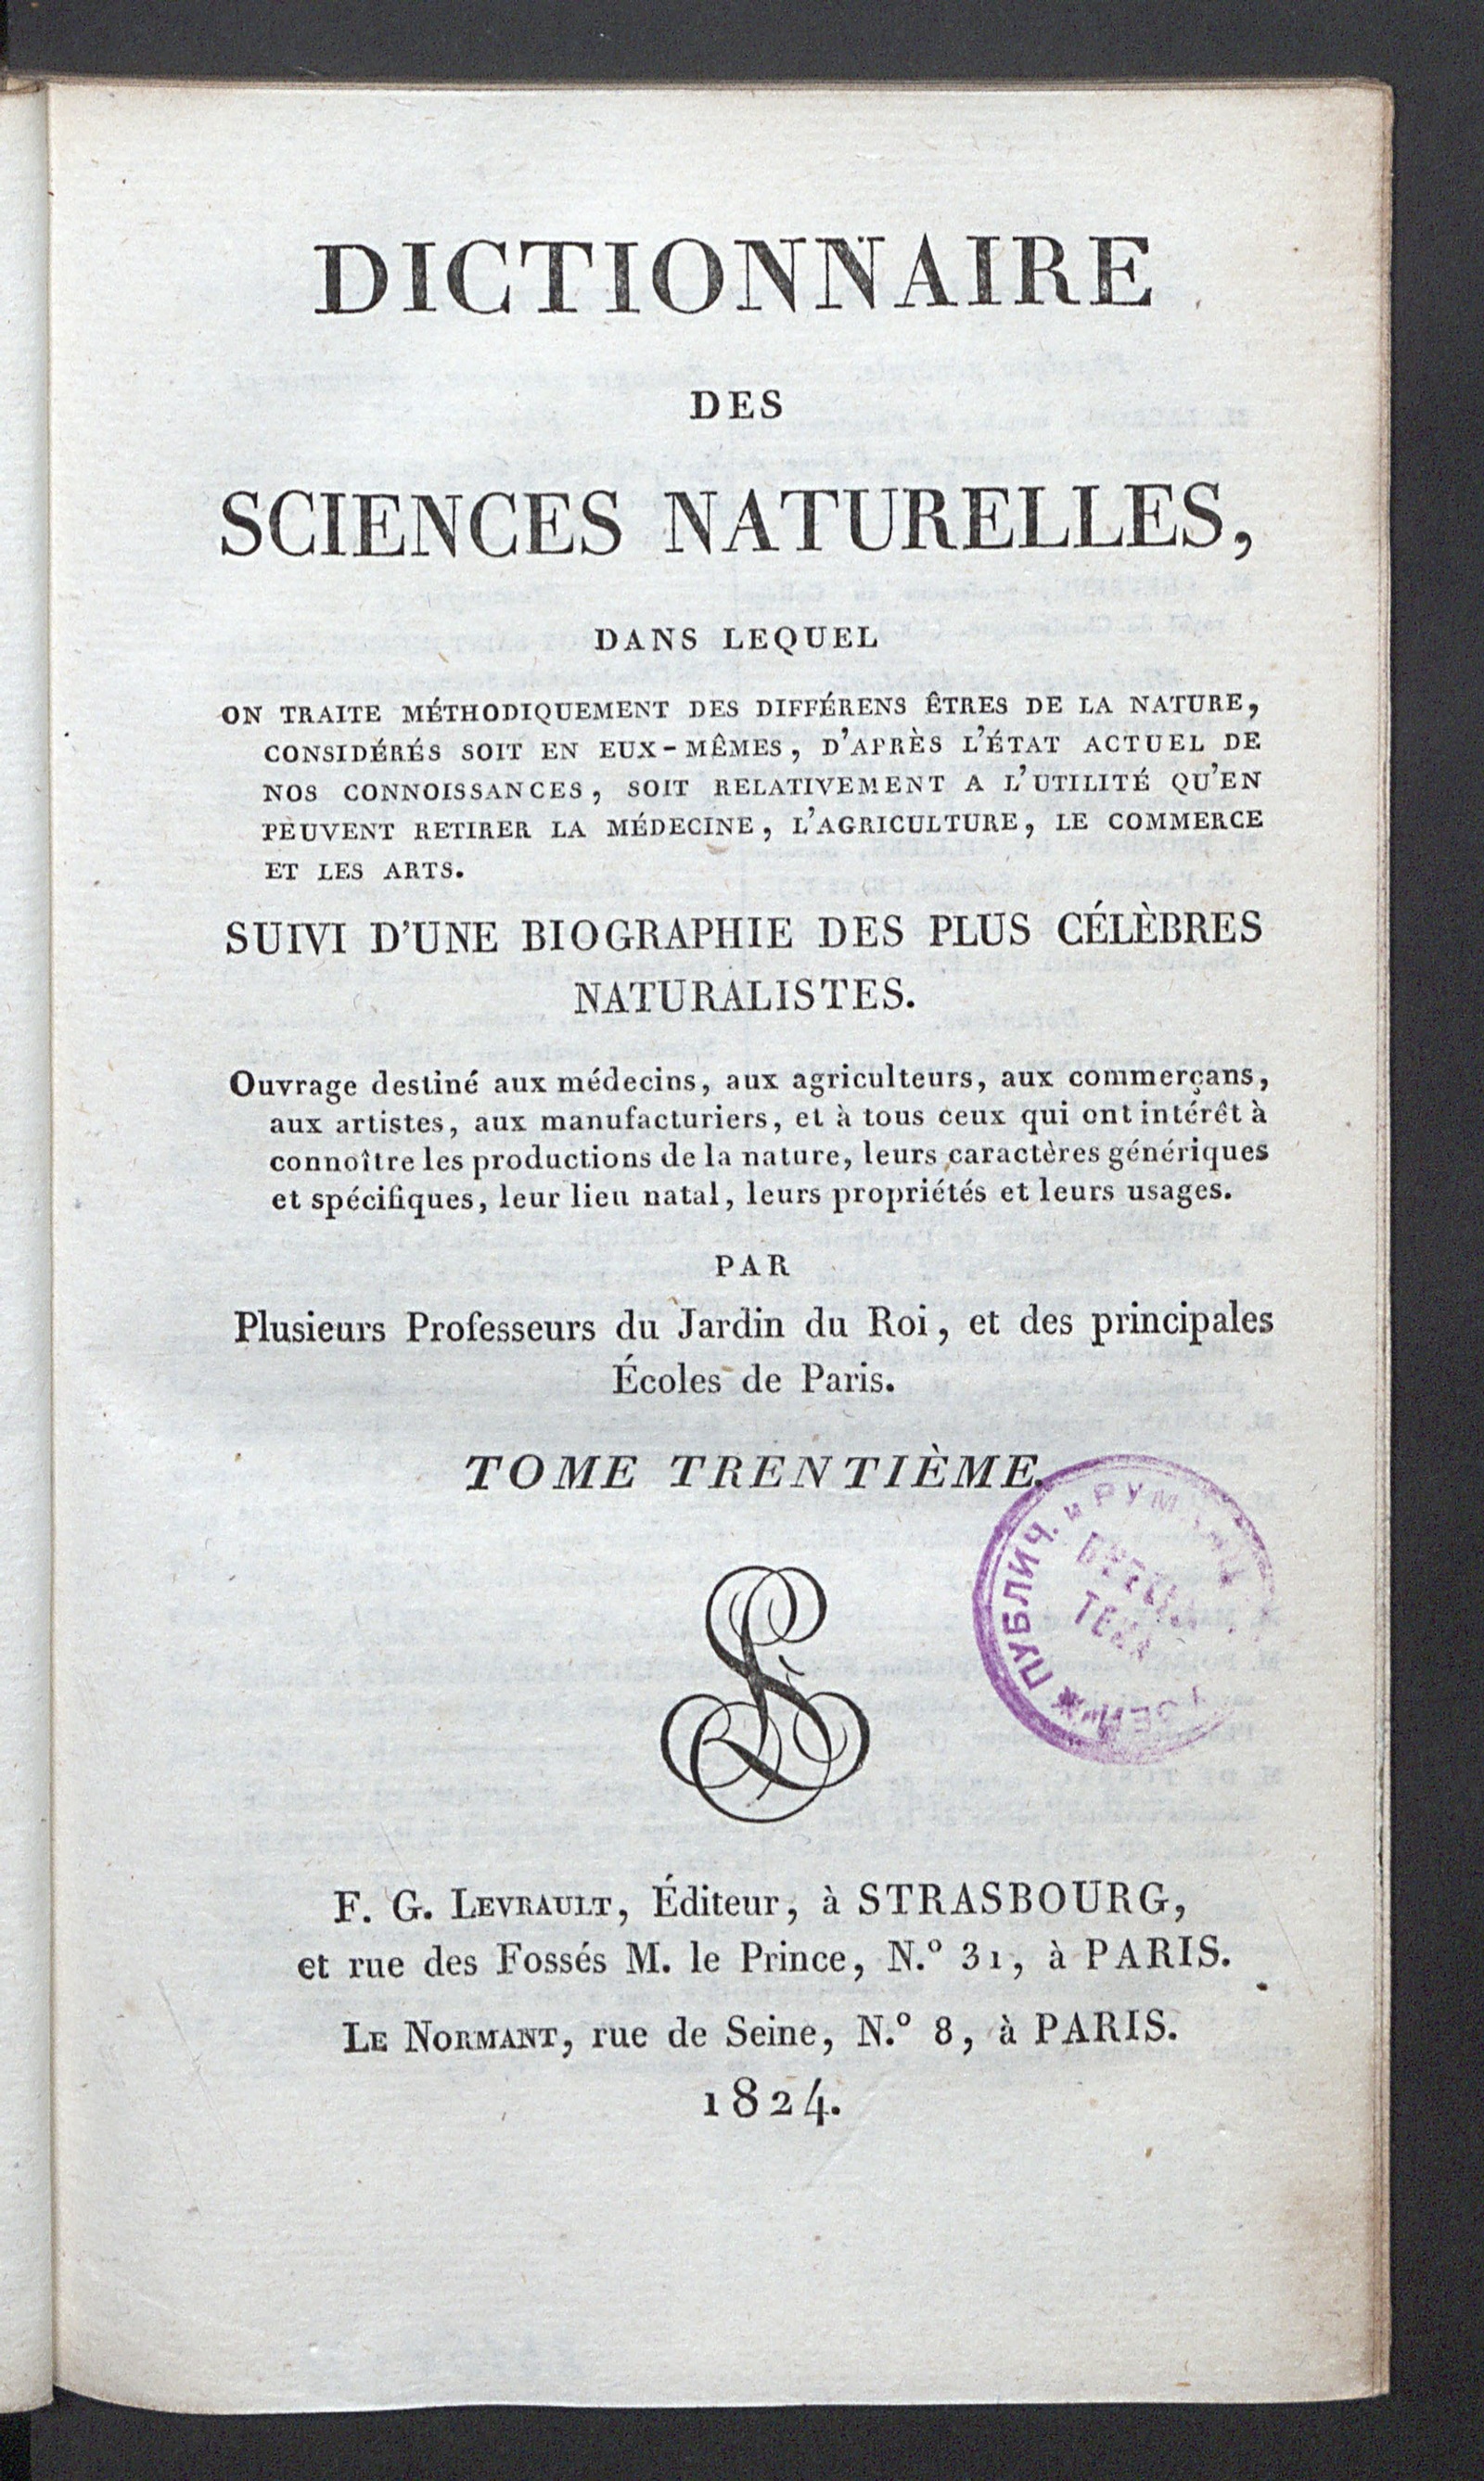 DICTIONNAIRE
DES
SCIENCES NATURELLES,
DANS LEQUEL
ON TRAITE MÉTHODIQUEMENT DES DIFFÉRENS ÊTRES DE LA NATURE,
CONSIDÉRÉS SOIT EN EUX-MÊMES, D'APRÈS L'ÉTAT ACTUEL DE
NOS CONNOISSANCES, SOIT RELATIVEMENT A L'UTILITÉ QU'EN
PEUVENT RETIRER LA MÉDECINE, L'AGRICULTURE, LE COMMERCE
ET LES ARTS.
SUIVI D'UNE BIOGRAPHIE DES PLUS CÉLÈBRES
NATURALISTES.
Ouvrage destiné aux médecins, aux agriculteurs, aux commerçans,
aux artistes, aux manufacturiers, et à tous ceux qui ont intérêt à
connoître les productions de la nature, leurs caractères génériques
et spécifiques, leur lieu natal, leurs propriétés et leurs usages.
PAR
Plusieurs Professeurs du Jardin du Roi, et des principales
Écoles de Paris.
TOME TRENTIÈME.
ПУБЛИЧ. и
F. G. LEVRAULT, Éditeur, à STRASBOURG,
et rue des Fossés M. le Prince, N.º 31, à PARIS.
LE NORMANT, rue de Seine, N.º 8, à PARIS.
1824.